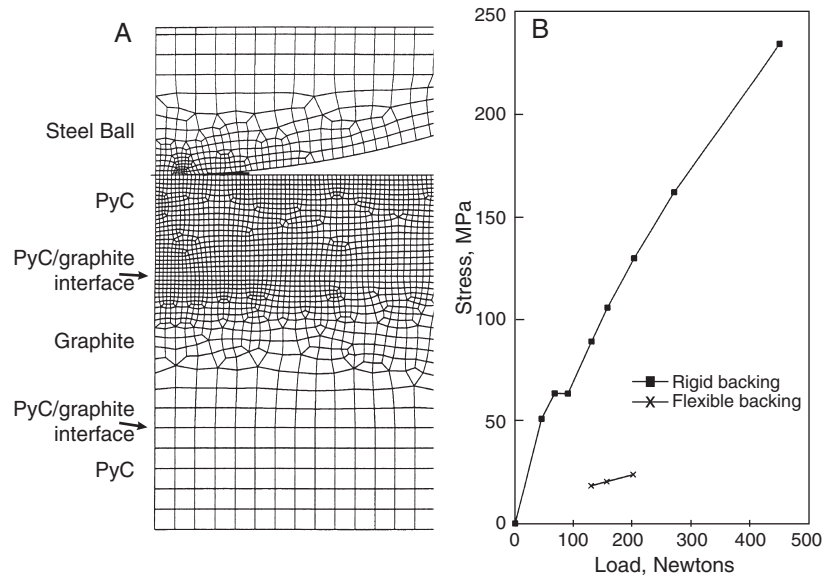 A
Steel Ball
PyC
PyC/graphite
interface
Graphite
PyC/graphite
interface
PyC
B
250
200
150
100
50
0
Stress, MPa
Rigid backing
Flexible backing
0 100 200 300 400 500
Load, Newtons